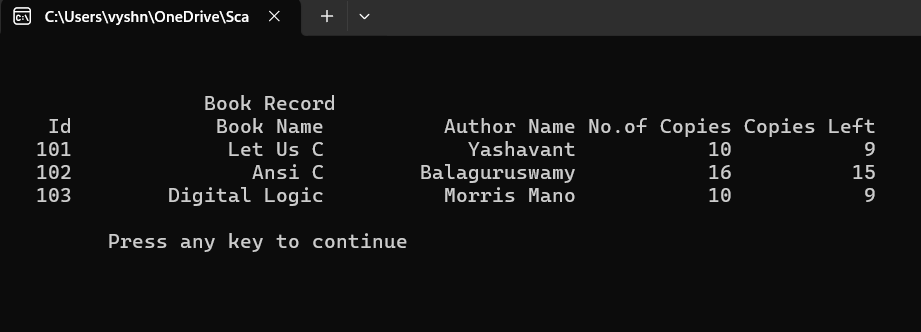 C:\Users\vyshn\OneDrive\Sca
Book Record
Id Book Name Author Name No.of Copies Copies Left
101 Let Us C Yashavant 10 9
102 Ansi C Balaguruswamy 16 15
103 Digital Logic Morris Mano 10 9
Press any key to continue